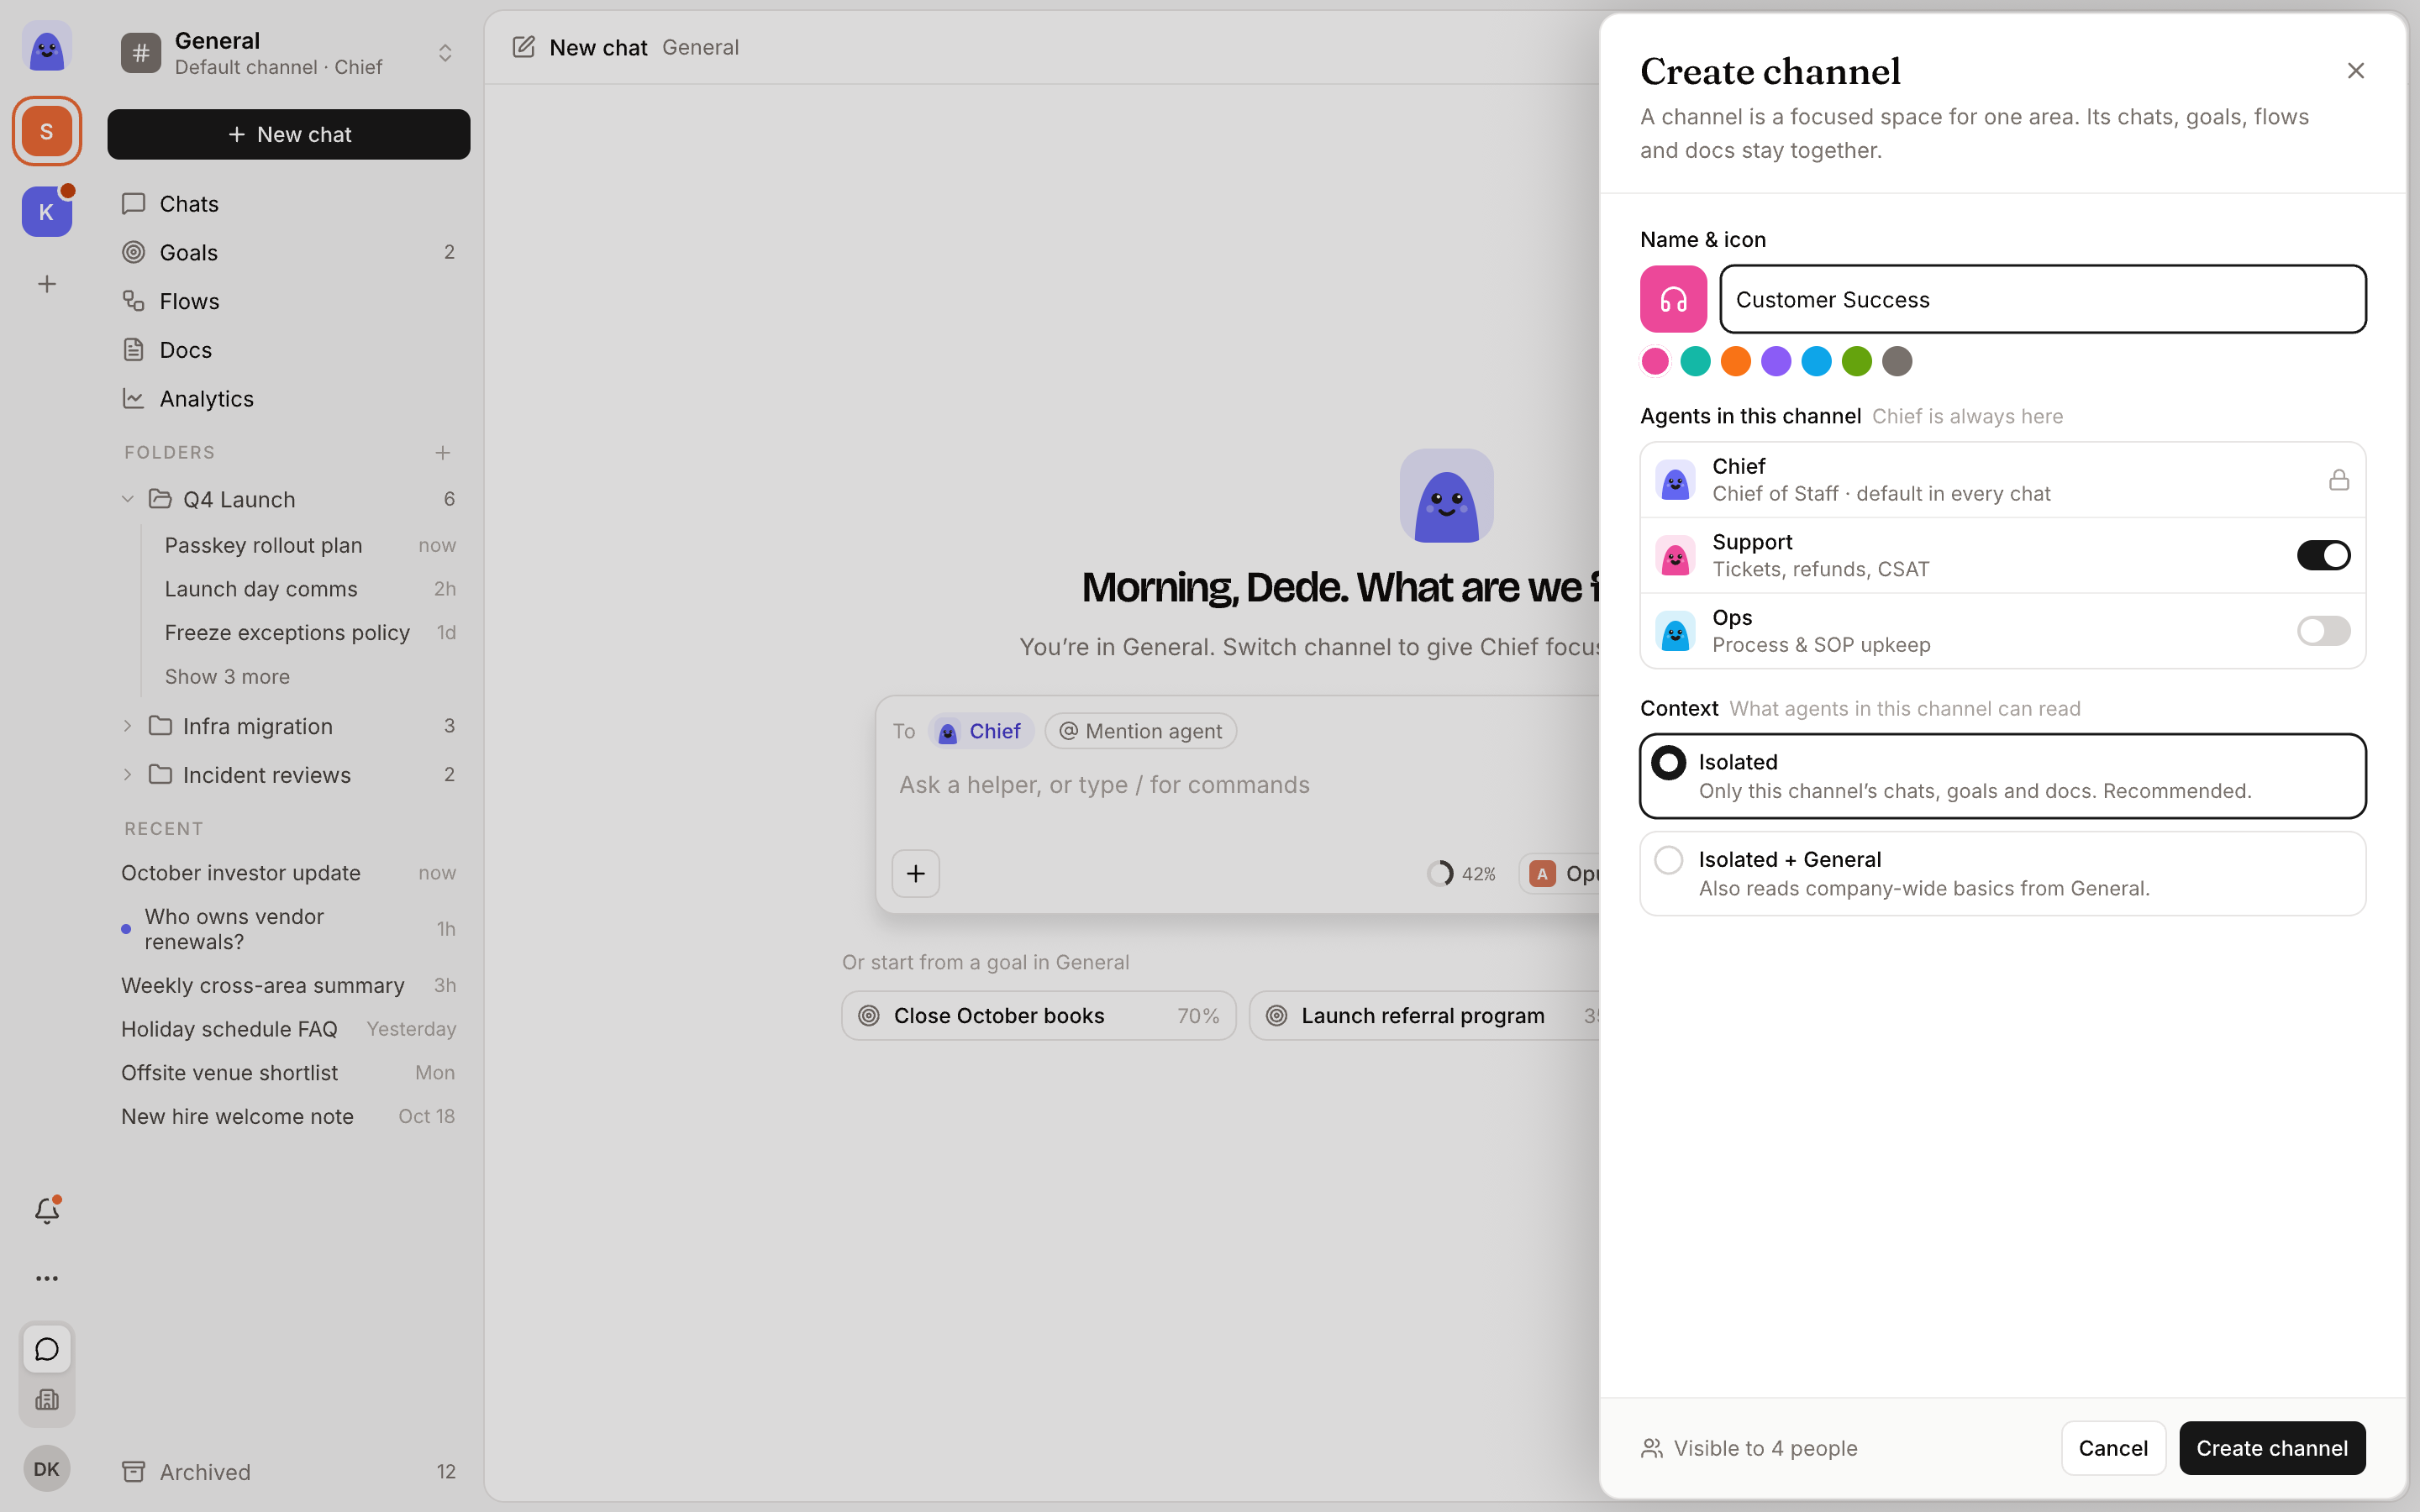 General
Default channel · Chief
S
K
New chat
Chats
Goals 2
Flows
Docs
Analytics
FOLDERS
Q4 Launch 6
Passkey rollout plan now
Launch day comms 2h
Freeze exceptions policy 1d
Show 3 more
Infra migration 3
Incident reviews 2
RECENT
October investor update now
Who owns vendor
renewals? 1h
Weekly cross-area summary 3h
Holiday schedule FAQ Yesterday
Offsite venue shortlist Mon
New hire welcome note Oct 18
DK
Archived 12
New chat General
Morning, Dede. What are we
You’re in General. Switch channel to give Chief
To Chief @ Mention agent
Ask a helper, or type / for commands
42% A
Or start from a goal in General
Close October books 70%
Launch referral program
Create channel
A channel is a focused space for one area. Its chats, goals, flows
and docs stay together.
Name & icon
Customer Success
Agents in this channel Chief is always here
Chief
Chief of Staff · default in every chat
Support
Tickets, refunds, CSAT
Ops
Process & SOP upkeep
Context What agents in this channel can read
Isolated
Only this channel’s chats, goals and docs. Recommended.
Isolated + General
Also reads company-wide basics from General.
Visible to 4 people
Cancel
Create channel